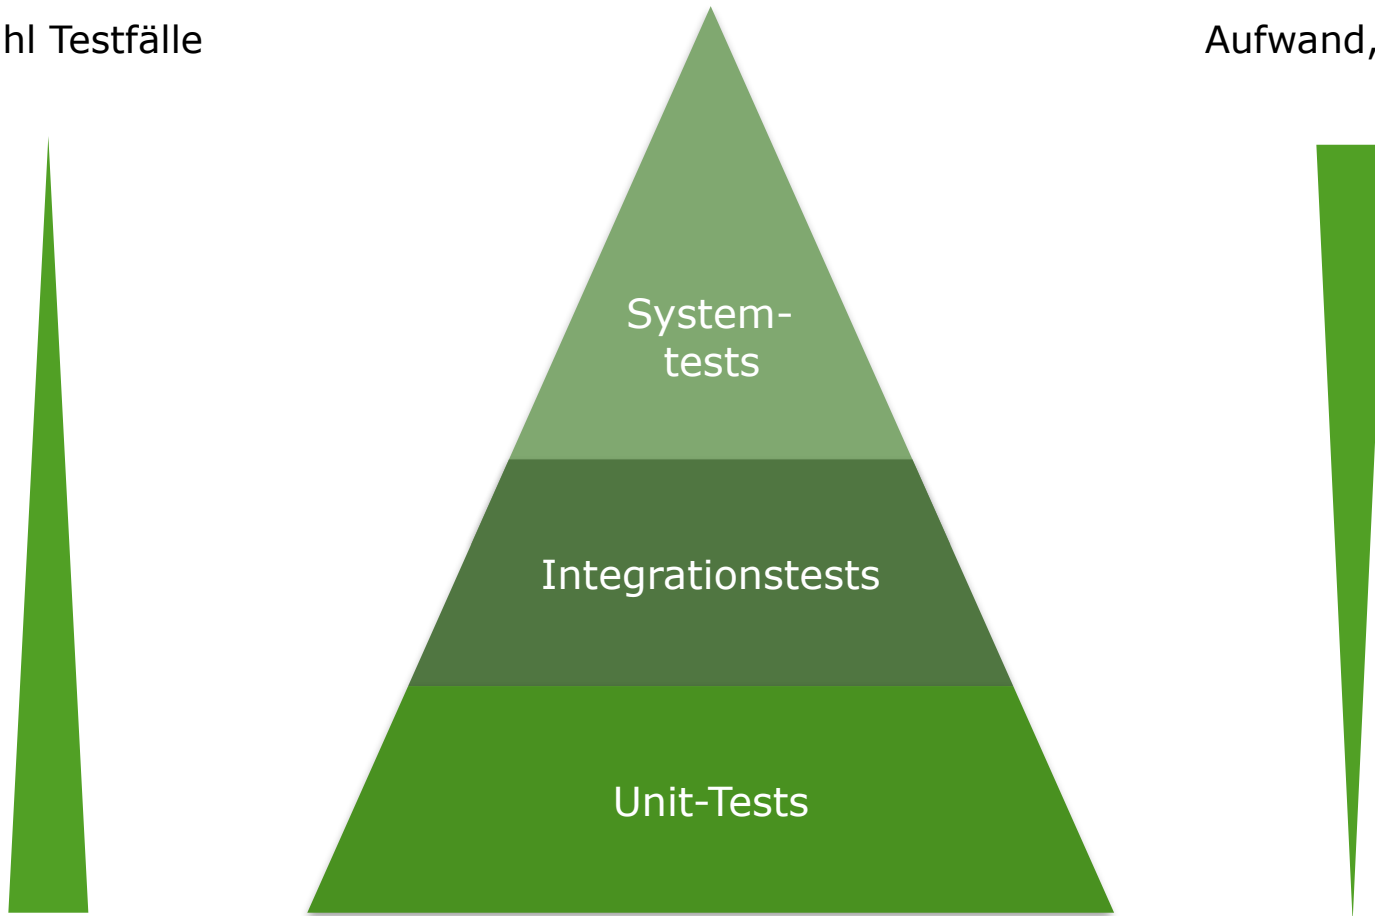 hl Testfälle
Aufwand,
System-
tests
Integrationstests
Unit-Tests